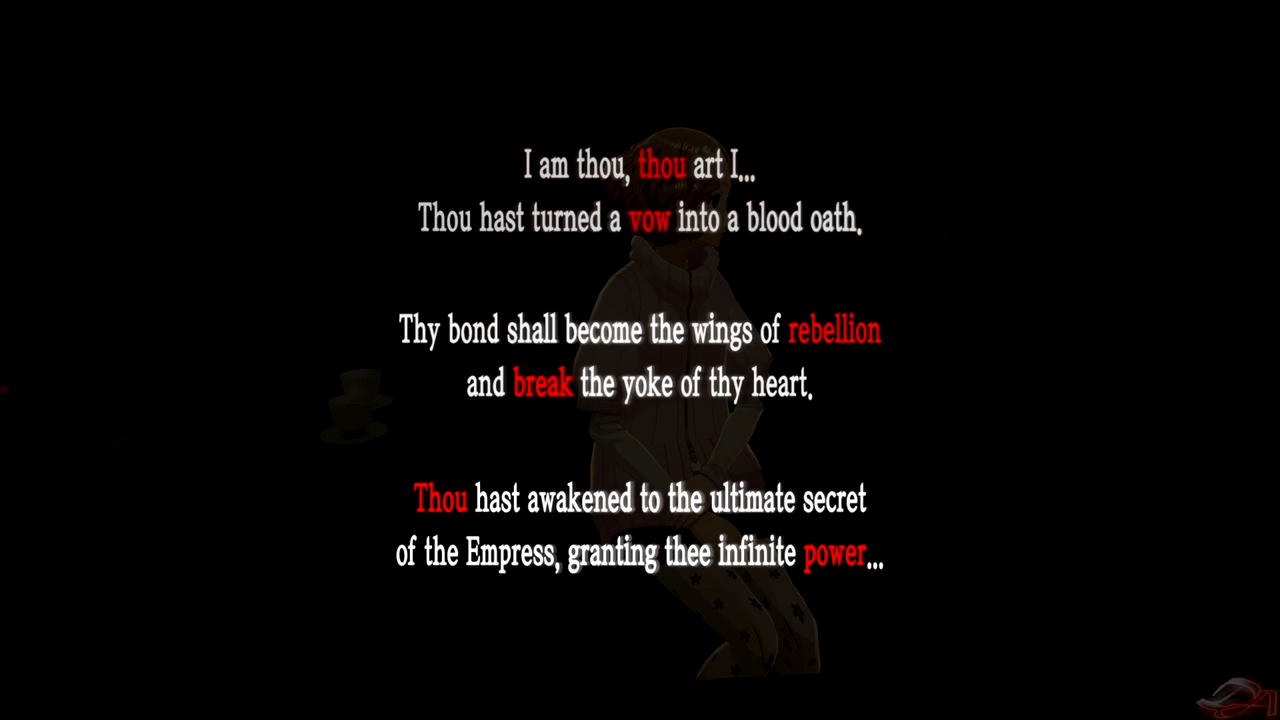 I am thou, thou art I...
Thou hast turned a vow into a blood oath.
Thy bond shall become the wings of rebellion
and break the yoke of thy heart.
Thou hast awakened to the ultimate secret
of the Empress, granting thee infinite power...